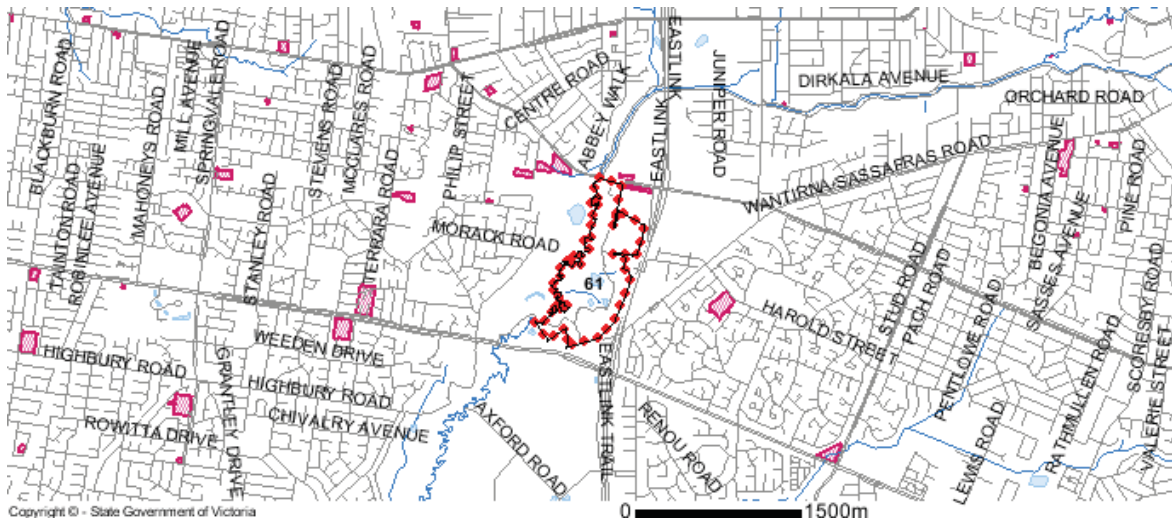 BLACKBURN ROAD
TAINTON ROAD
ROBINLEE AVENUE
MAHONEYS ROAD
MILL AVENUE
SPRINGVALE ROAD
STANLEY ROAD
STEVENS ROAD
MCCLARES ROAD
TERRARA ROAD
PHILIP STREET
CENTRE ROAD
ABBEY WALK
EASTLINK
EASTLINK
JUNIPER ROAD
DIRKALA AVENUE
ORCHARD ROAD
WANTIRNA-SASSAFRAS ROAD
MORACK ROAD
61
HAROLD STREET
STUD ROAD
PACH ROAD
BEGONIA AVENUE
SASSES AVENUE
PINE ROAD
PENTLOWE ROAD
RATHMULLEN ROAD
SCORESBY ROAD
VALERIE STREET
LEWIS ROAD
HIGHBURY ROAD
WEEDEN DRIVE
HIGHBURY ROAD
CHIVALRY AVENUE
ROWITTA DRIVE
GRANTLEY DRIVE
AXFORD ROAD
EASTLINK TRAIL
RENOU ROAD
Copyright © - State Government of Victoria
0 1500m